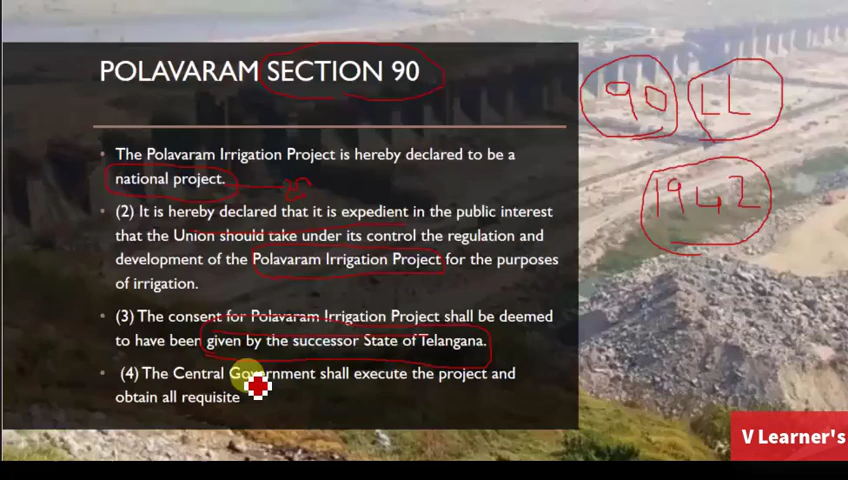 POLAVARAM SECTION 90
90 LL
1942
• The Polavaram Irrigation Project is hereby declared to be a
national project.
• (2) It is hereby declared that it is expedient in the public interest
that the Union should take under its control the regulation and
development of the Polavaram Irrigation Project for the purposes
of irrigation.
• (3) The consent for Polavaram Irrigation Project shall be deemed
to have been given by the successor State of Telangana.
• (4) The Central Government shall execute the project and
obtain all requisite
V Learner's